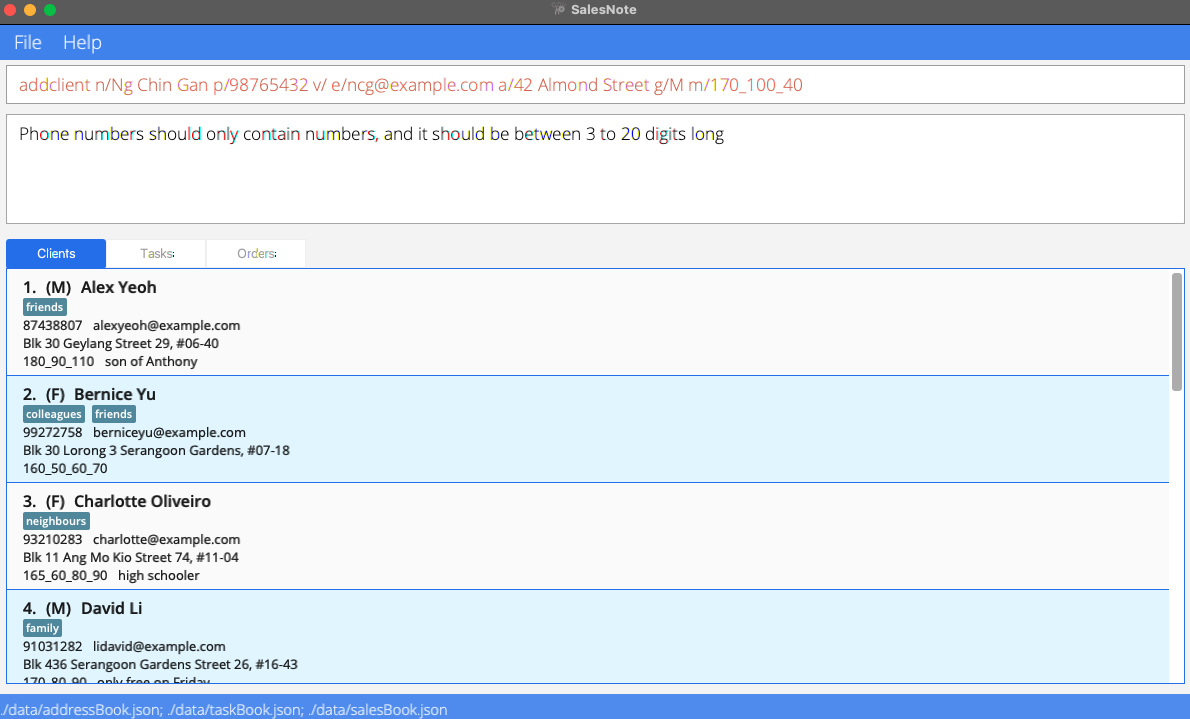 SalesNote
File Help
addclient n/Ng Chin Gan p/98765432 v/ e/ncg@example.com a/42 Almond Street g/M m/170_100_40
Phone numbers should only contain numbers, and it should be between 3 to 20 digits long
Clients Tasks Orders
1. (M) Alex Yeoh
friends
87438807 alexyeoh@example.com
Blk 30 Geylang Street 29, #06-40
180_90_110 son of Anthony
2. (F) Bernice Yu
colleagues friends
99272758 berniceyu@example.com
Blk 30 Lorong 3 Serangoon Gardens, #07-18
160_50_60_70
3. (F) Charlotte Oliveiro
neighbours
93210283 charlotte@example.com
Blk 11 Ang Mo Kio Street 74, #11-04
165_60_80_90 high schooler
4. (M) David Li
family
91031282 lidavid@example.com
Blk 436 Serangoon Gardens Street 26, #16-43
170_80_90 only free on Friday
./data/addressBook.json; ./data/taskBook.json; ./data/salesBook.json